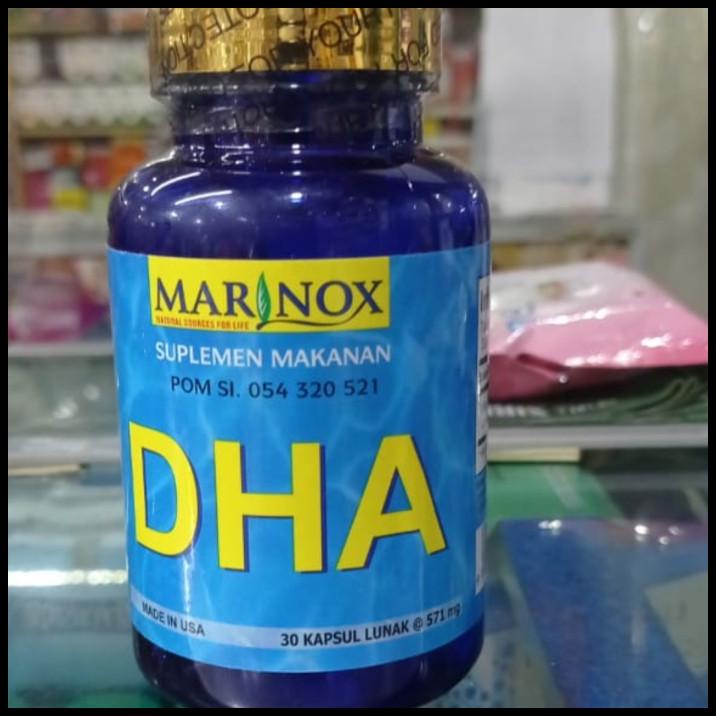 MARINOX
NATURAL SOURCES FOR LIFE
SUPLEMEN MAKANAN
POM SI. 054 320 521
DHA
MADE IN USA
30 KAPSUL LUNAK @ 571 mg